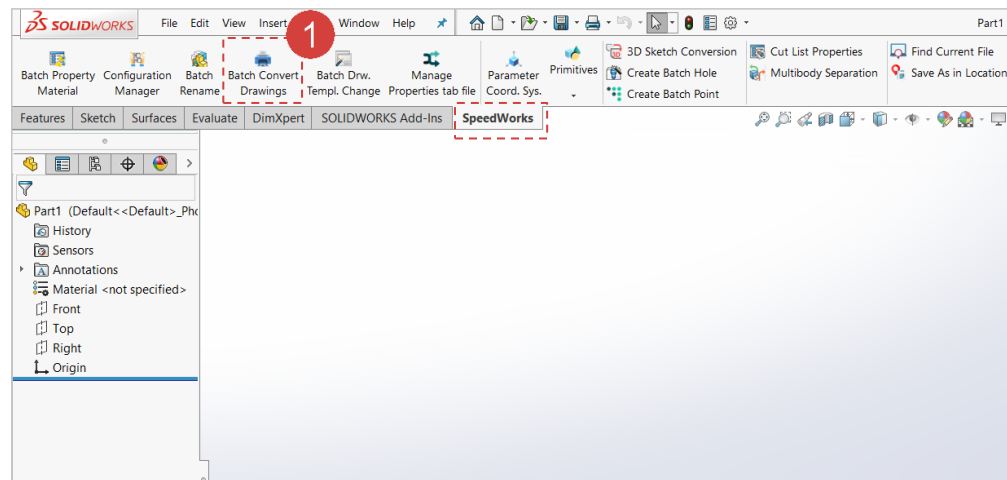 SOLIDWORKS File Edit View Insert Window Help Part1
1
Batch Property Configuration Batch Batch Convert Batch Drw. Manage Parameter Primitives 3D Sketch Conversion Cut List Properties Find Current File
Material Manager Rename Drawings Templ. Change Properties tab file Coord. Sys. Create Batch Hole Multibody Separation Save As in Location
Create Batch Point
Features Sketch Surfaces Evaluate DimXpert SOLIDWORKS Add-Ins SpeedWorks
Part1 (Default<<Default>_Pho
History
Sensors
Annotations
Material <not specified>
Front
Top
Right
Origin